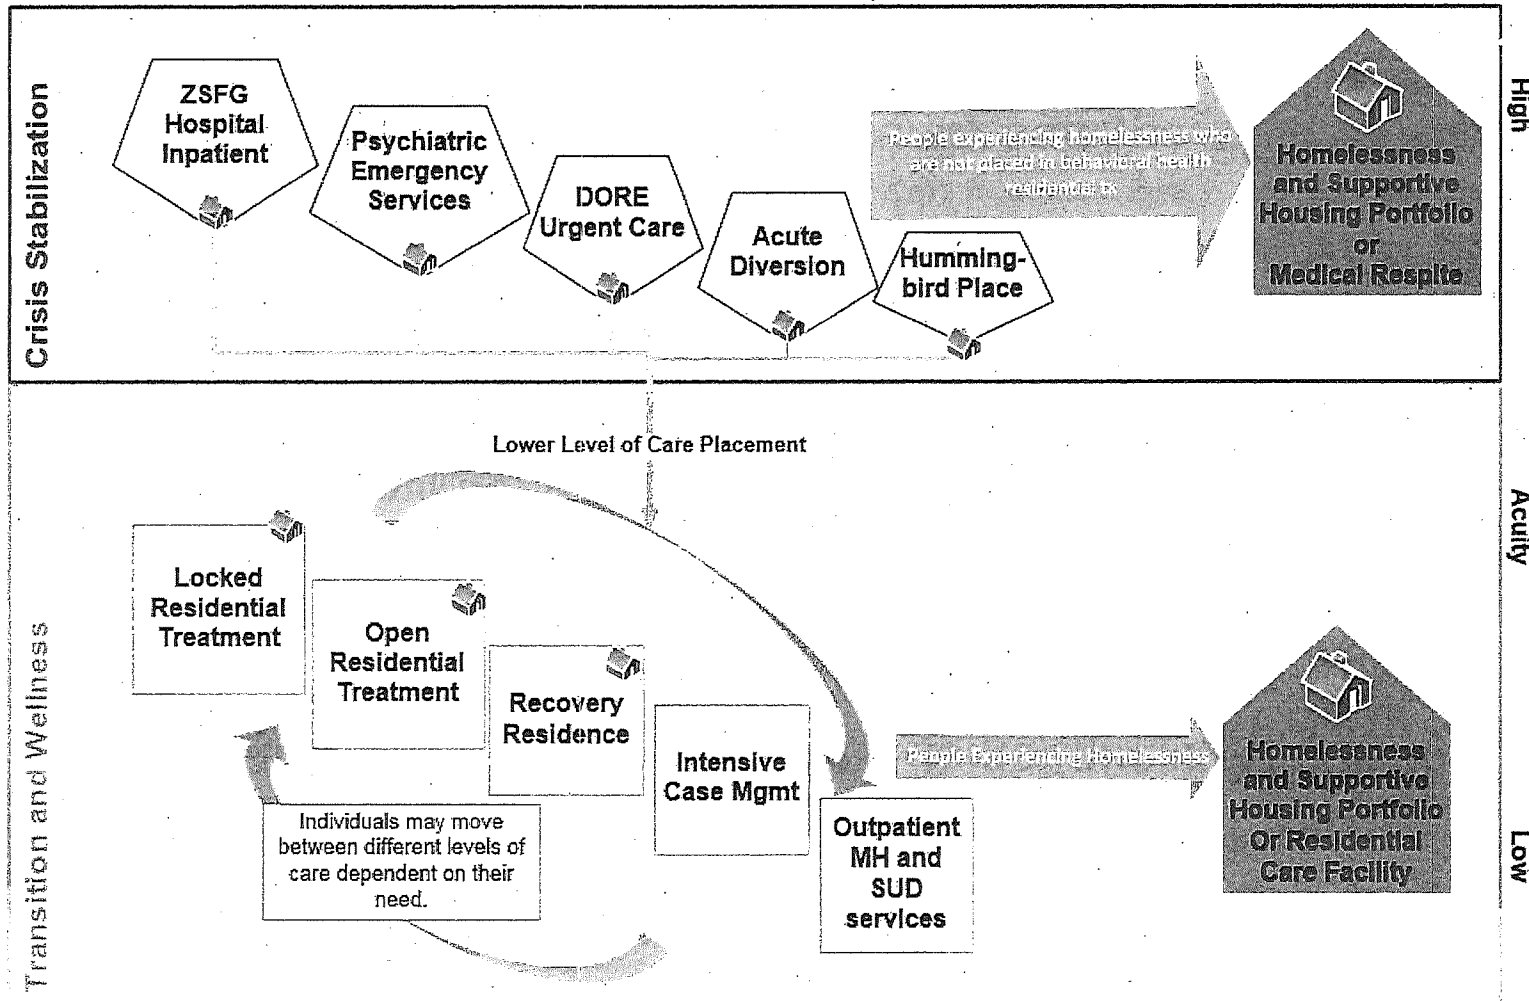 Crisis Stabilization
ZSFG
Hospital
Inpatient
Psychiatric
Emergency
Services
DORE
Urgent Care
Acute
Diversion
Humming-
bird Place
People experiencing homelessness who
are not placed in behavioral health
residential tx
Homelessness
and Supportive
Housing Portfolio
or
Medical Respite
High
Acuity
Low
Transition and Wellness
Lower Level of Care Placement
Locked
Residential
Treatment
Open
Residential
Treatment
Recovery
Residence
Intensive
Case Mgmt
Outpatient
MH and
SUD
services
Individuals may move
between different levels of
care dependent on their
need.
People Experiencing Homelessness
Homelessness
and Supportive
Housing Portfolio
Or Residential
Care Facility